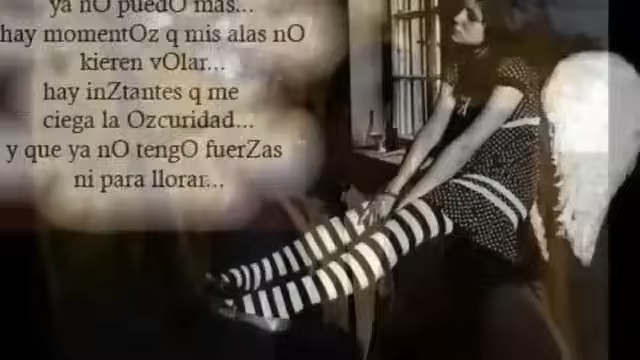 ya nO puedO mas...
hay momentOz q mis alas nO
kieren vOlar...
hay inZtantes q me
ciega la Ozcuridad...
y que ya nO tengO fuerZas
ni para llorar...